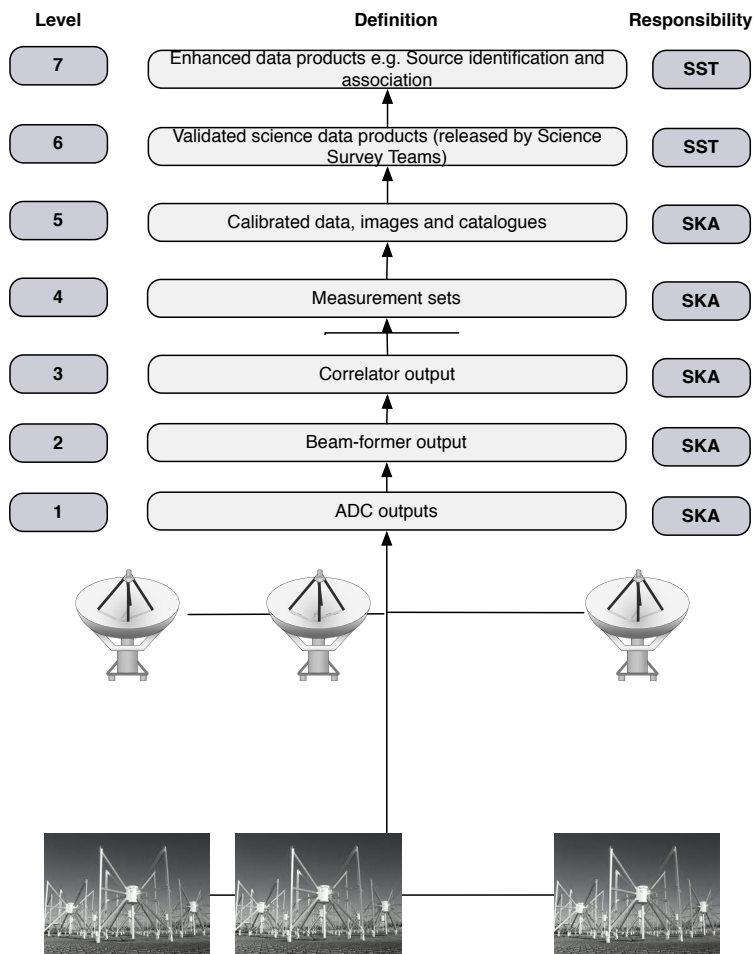 Level Definition Responsibility
7 Enhanced data products e.g. Source identification and SST
association
6 Validated science data products (released by Science SST
Survey Teams)
5 Calibrated data, images and catalogues SKA
4 Measurement sets SKA
3 Correlator output SKA
2 Beam-former output SKA
1 ADC outputs SKA